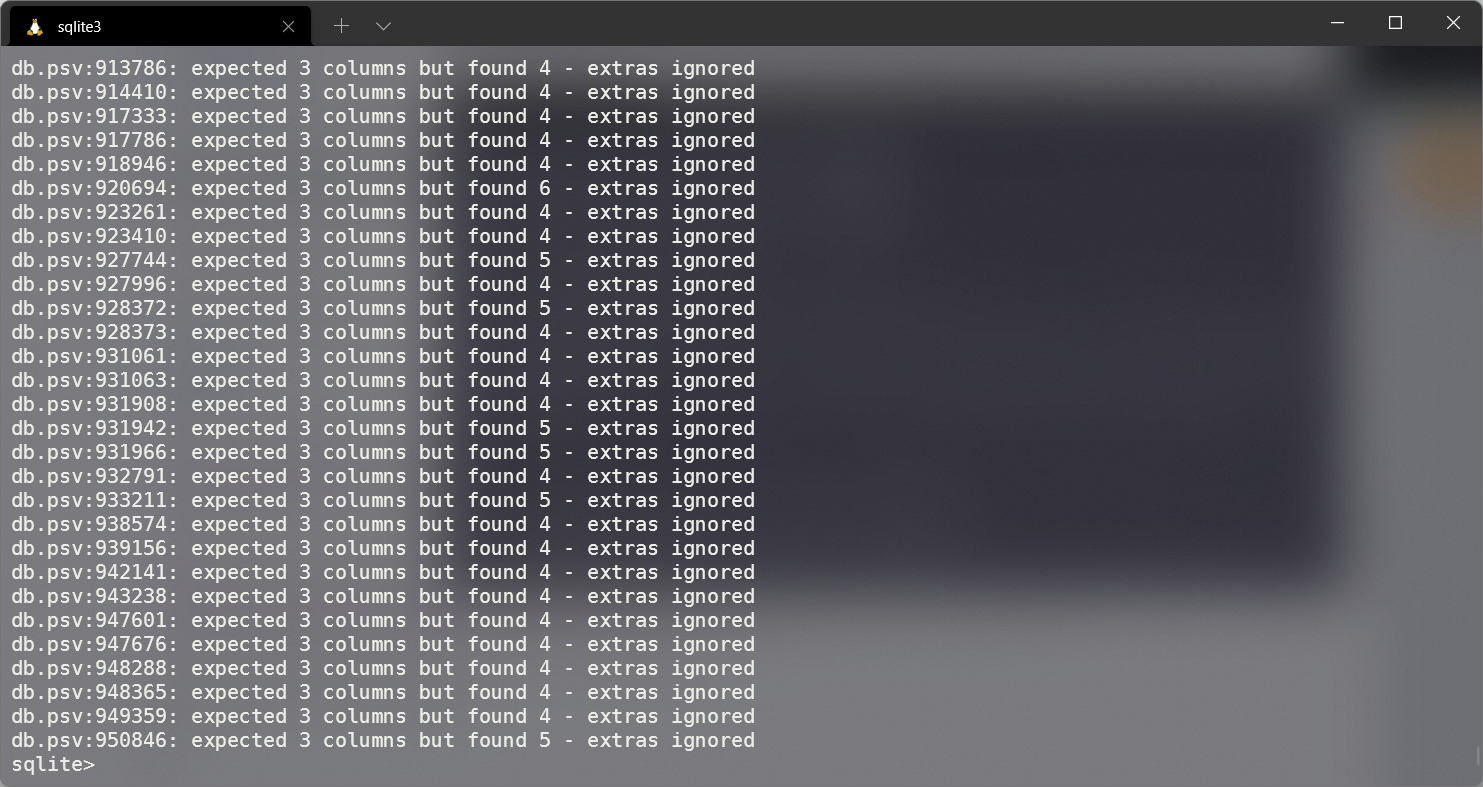 sqlite3
db.psv:913786: expected 3 columns but found 4 - extras ignored
db.psv:914410: expected 3 columns but found 4 - extras ignored
db.psv:917333: expected 3 columns but found 4 - extras ignored
db.psv:917786: expected 3 columns but found 4 - extras ignored
db.psv:918946: expected 3 columns but found 4 - extras ignored
db.psv:920694: expected 3 columns but found 6 - extras ignored
db.psv:923261: expected 3 columns but found 4 - extras ignored
db.psv:923410: expected 3 columns but found 4 - extras ignored
db.psv:927744: expected 3 columns but found 5 - extras ignored
db.psv:927996: expected 3 columns but found 4 - extras ignored
db.psv:928372: expected 3 columns but found 5 - extras ignored
db.psv:928373: expected 3 columns but found 4 - extras ignored
db.psv:931061: expected 3 columns but found 4 - extras ignored
db.psv:931063: expected 3 columns but found 4 - extras ignored
db.psv:931908: expected 3 columns but found 4 - extras ignored
db.psv:931942: expected 3 columns but found 5 - extras ignored
db.psv:931966: expected 3 columns but found 5 - extras ignored
db.psv:932791: expected 3 columns but found 4 - extras ignored
db.psv:933211: expected 3 columns but found 5 - extras ignored
db.psv:938574: expected 3 columns but found 4 - extras ignored
db.psv:939156: expected 3 columns but found 4 - extras ignored
db.psv:942141: expected 3 columns but found 4 - extras ignored
db.psv:943238: expected 3 columns but found 4 - extras ignored
db.psv:947601: expected 3 columns but found 4 - extras ignored
db.psv:947676: expected 3 columns but found 4 - extras ignored
db.psv:948288: expected 3 columns but found 4 - extras ignored
db.psv:948365: expected 3 columns but found 4 - extras ignored
db.psv:949359: expected 3 columns but found 4 - extras ignored
db.psv:950846: expected 3 columns but found 5 - extras ignored
sqlite>